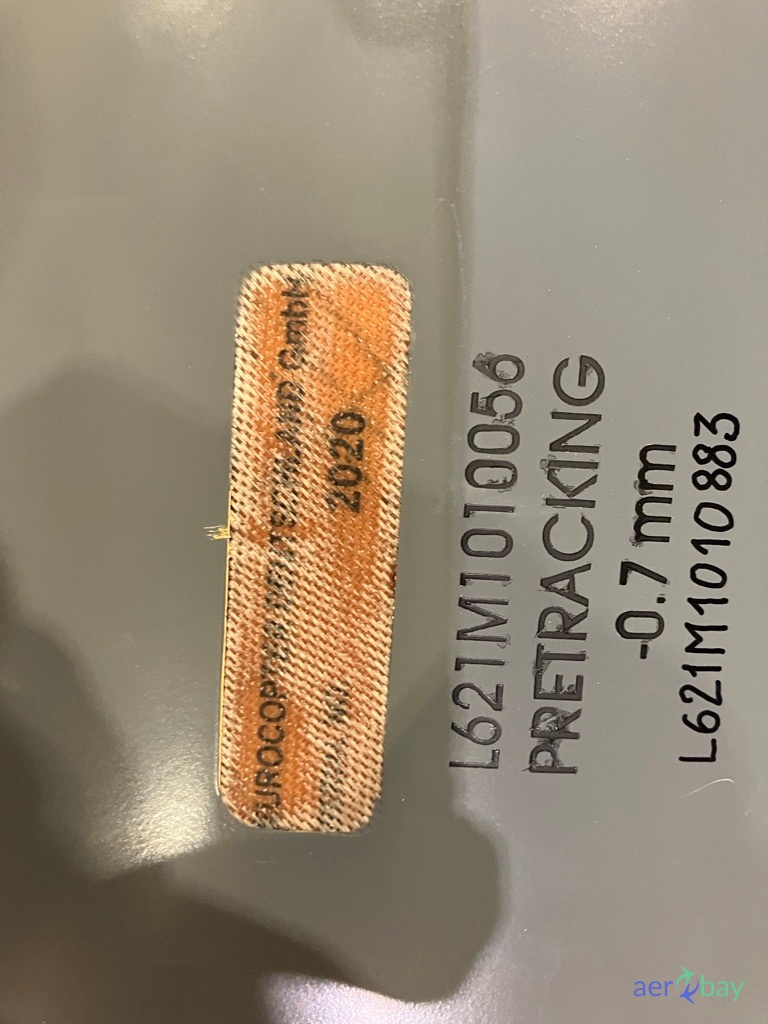 EUROCOPTER DEUTSCHLAND GmbH
2020
L621M1010056
PRETRACKING
-0.7 mm
L621M1010883
aerobay